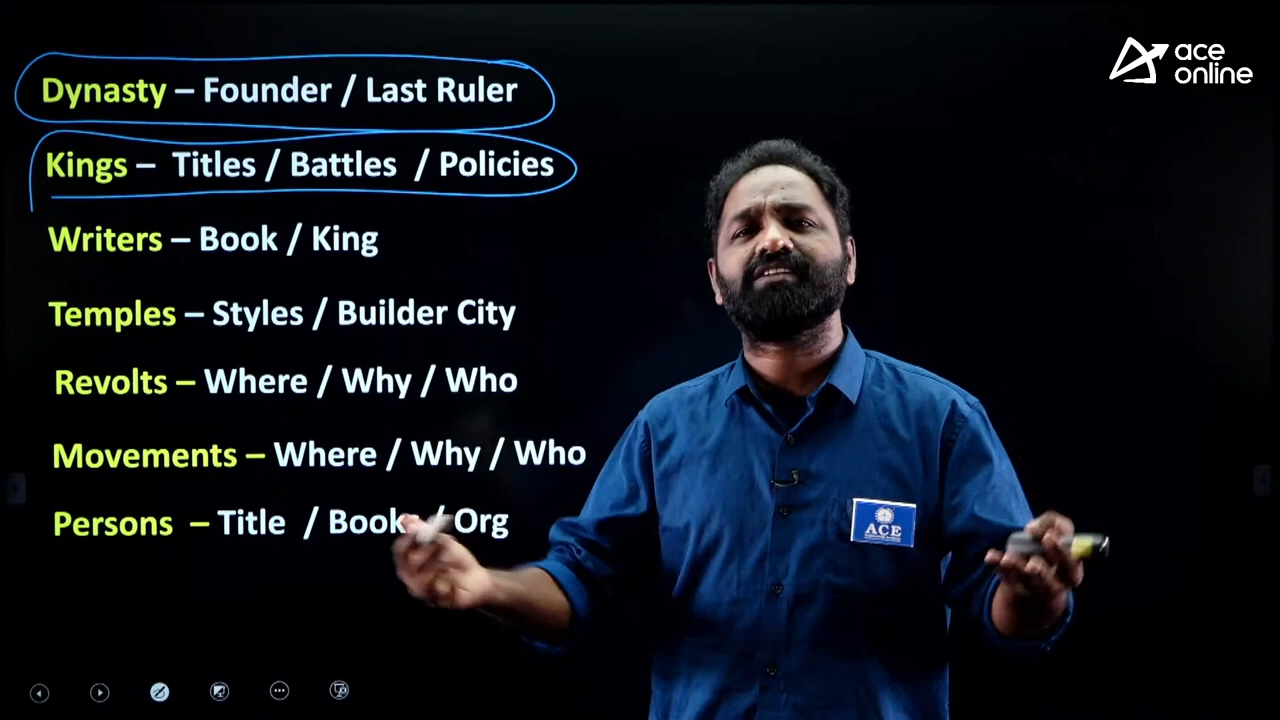 Dynasty – Founder / Last Ruler
Kings – Titles / Battles / Policies
Writers – Book / King
Temples – Styles / Builder City
Revolts – Where / Why / Who
Movements – Where / Why / Who
Persons – Title / Books / Org
ace
online
ACE